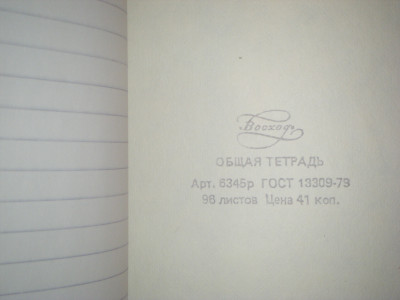 Восход
ОБЩАЯ ТЕТРАДЬ
Арт. 6345р ГОСТ 13309-79
96 листов Цена 41 коп.